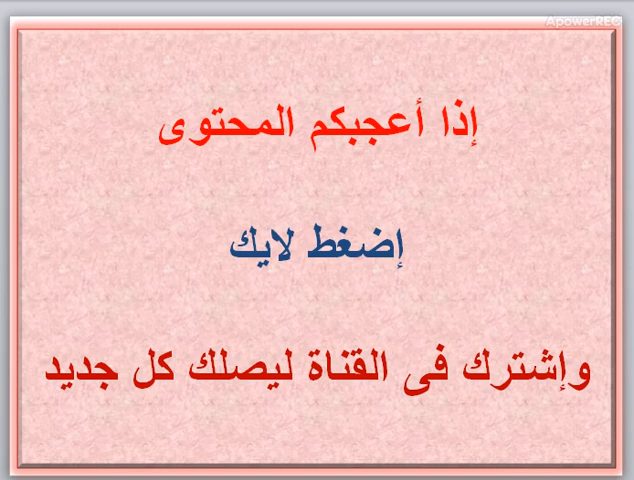 ApowerREC
إذا أعجبكم المحتوى
إضغط لايك
وإشترك فى القناة ليصلك كل جديد